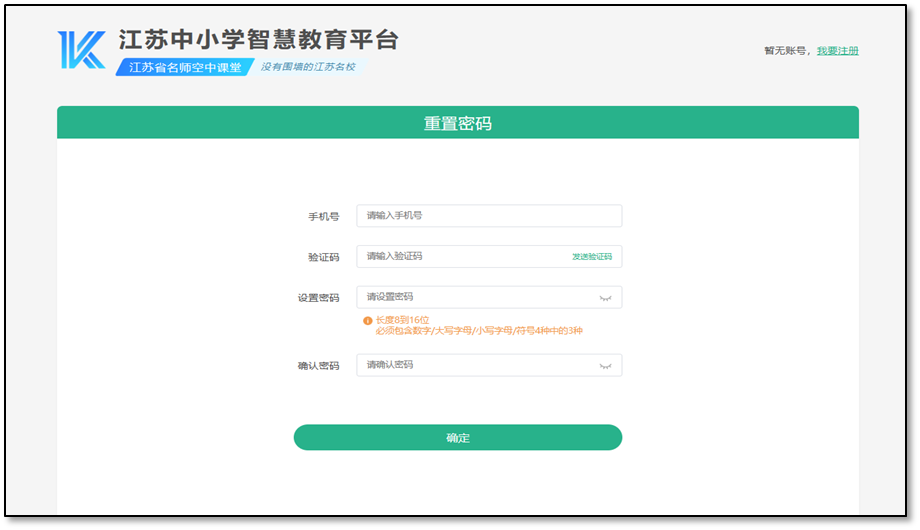 江苏中小学智慧教育平台
江苏省名师空中课堂 没有围墙的江苏名校
暂无账号，我要注册
重置密码
手机号 请输入手机号
验证码 请输入验证码 发送验证码
设置密码 请设置密码
长度8到16位
必须包含数字/大写字母/小写字母/符号4种中的3种
确认密码 请确认密码
确定